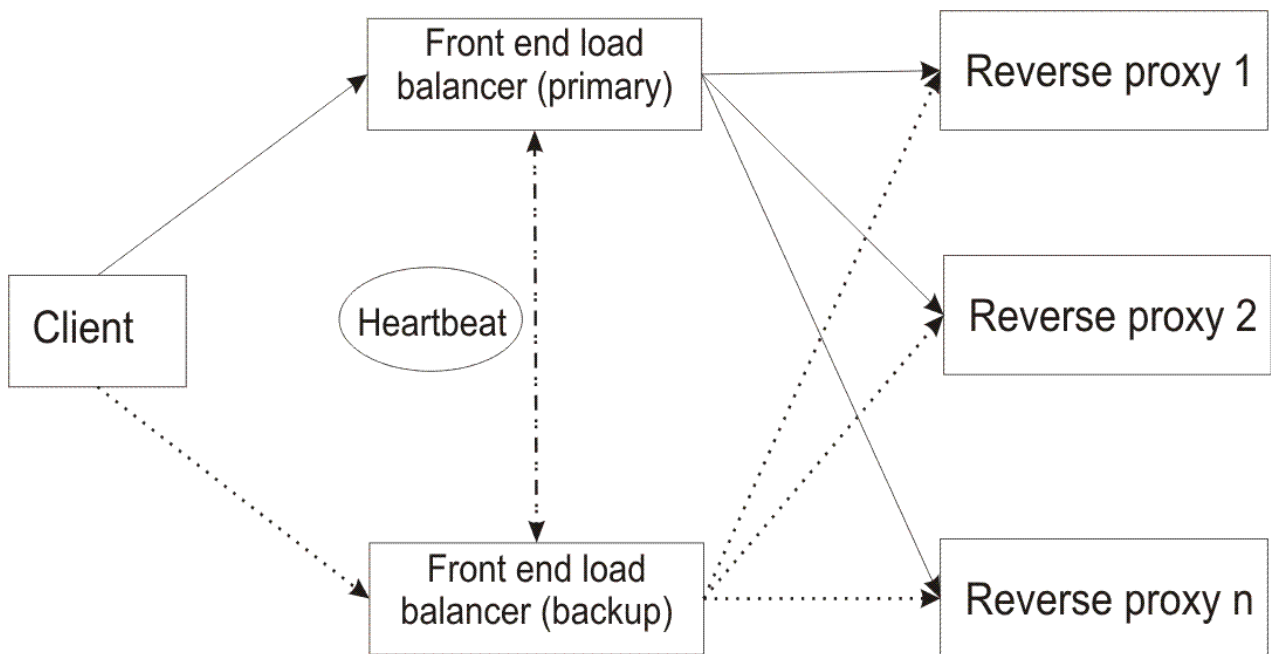 Front end load
balancer (primary)
Reverse proxy 1
Client
Heartbeat
Reverse proxy 2
Front end load
balancer (backup)
Reverse proxy n